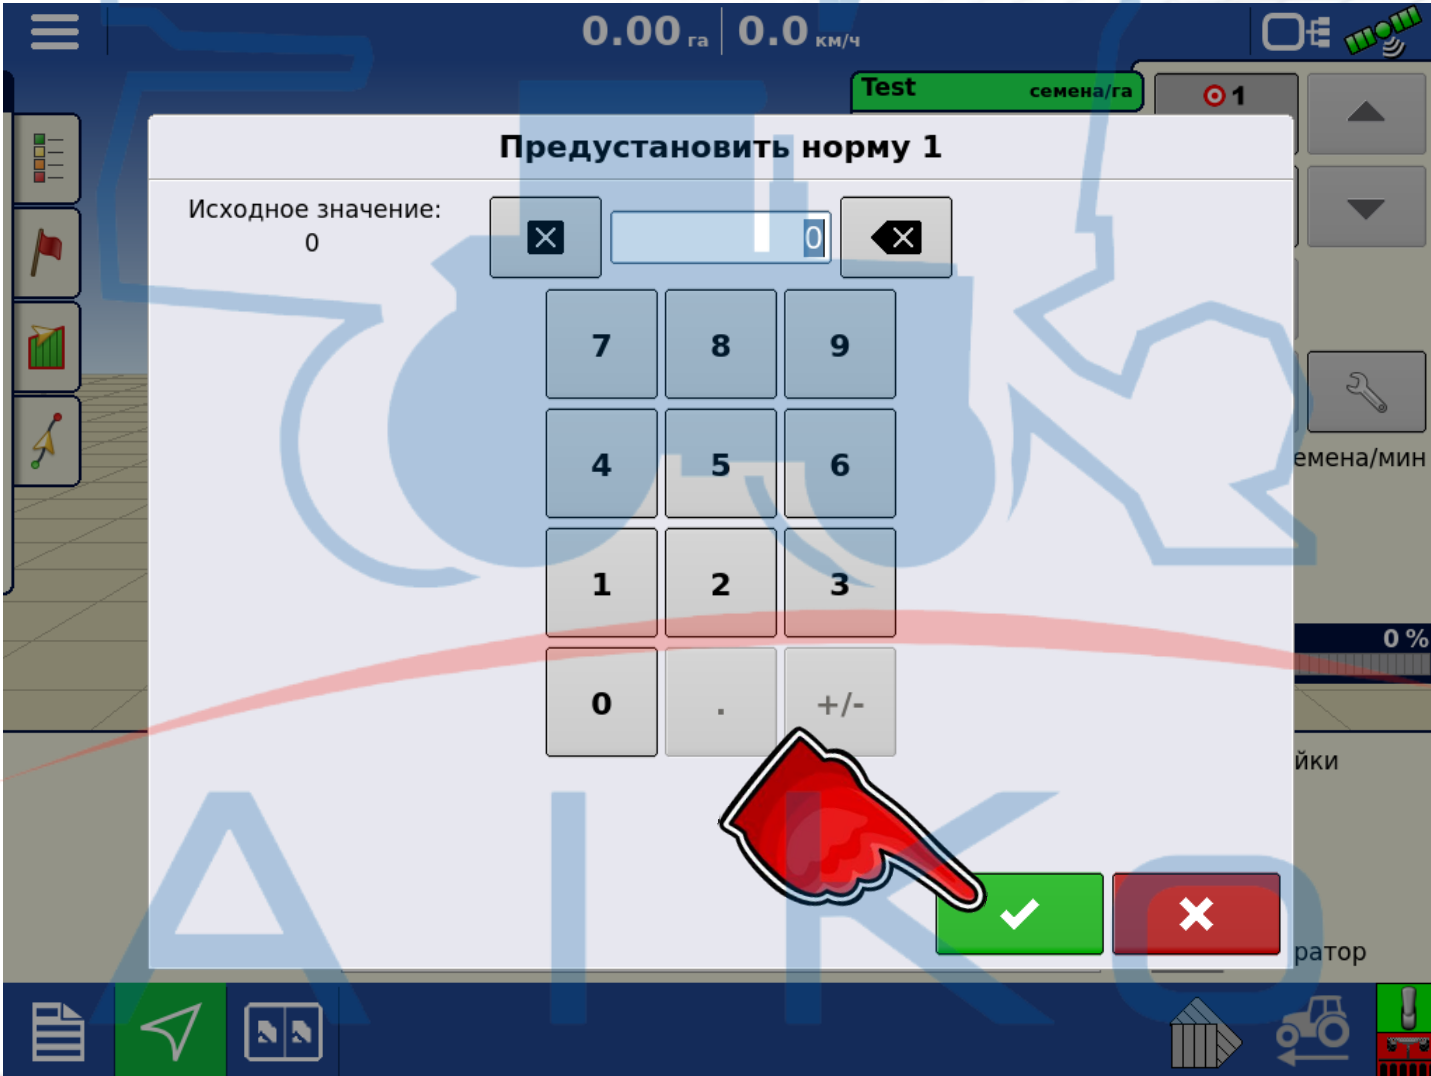 0.00 га 0.0 км/ч
Test семена/га
1
Предустановить норму 1
Исходное значение:
0
0
7 8 9
4 5 6
емена/мин
1 2 3
0 %
0 . +/-
йки
ратор
AIKO